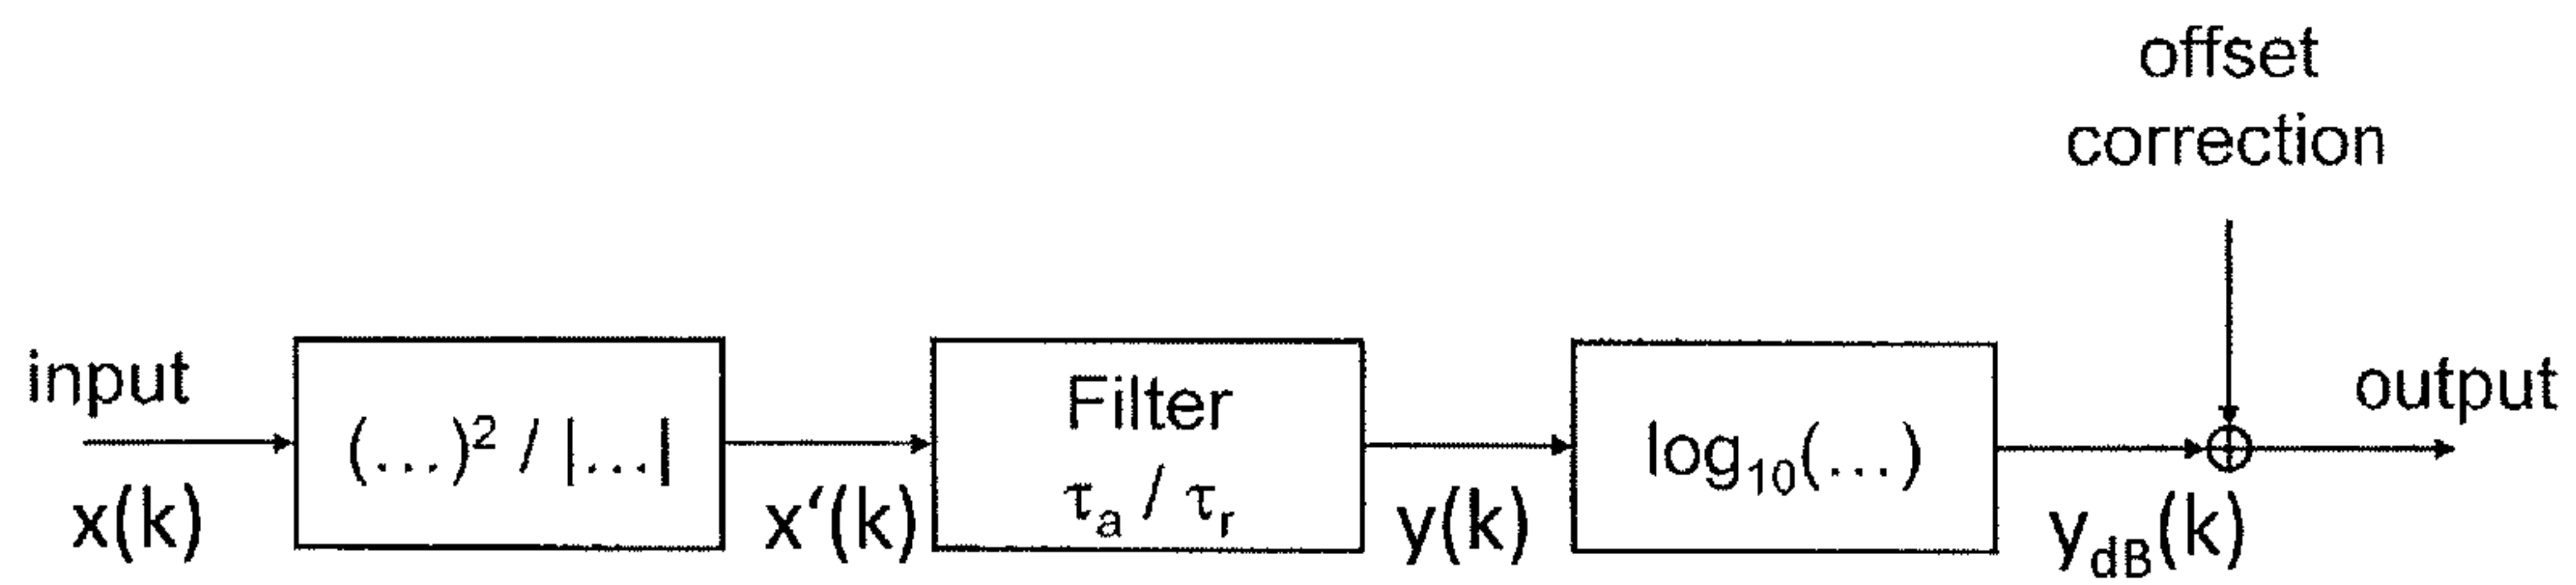 offset
correction
input
x(k)
(...)² / |...|
x‘(k)
Filter
τa / τr
y(k)
log10(...)
ydB(k)
output